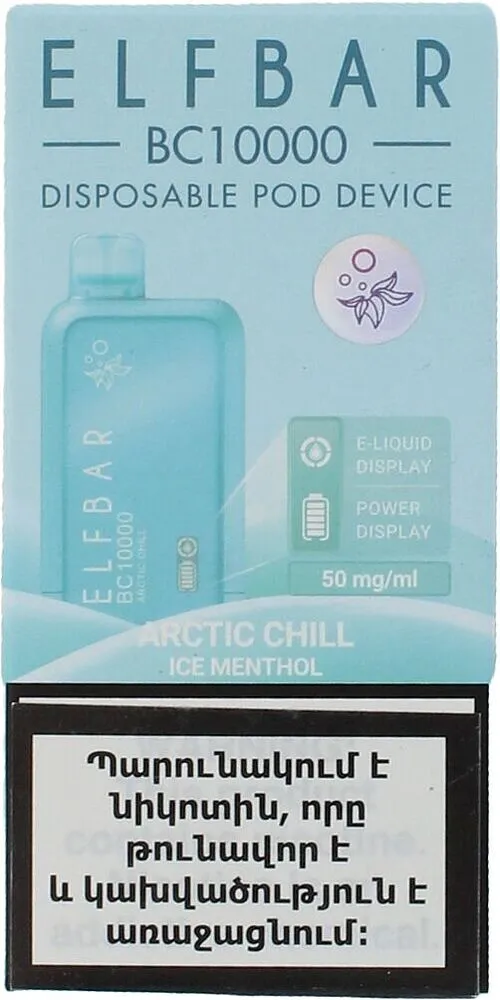 ELFBAR
BC10000
DISPOSABLE POD DEVICE
ELFBAR
BC10000
ARCTIC CHILL
E-LIQUID
DISPLAY
POWER
DISPLAY
50 mg/ml
ARCTIC CHILL
ICE MENTHOL
Պարունակում է
նիկոտին, որը
թունավոր է
և կախվածություն է
առաջացնում: